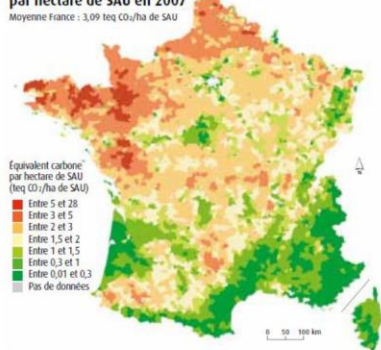 par hectare de SAU en 2007
Moyenne France : 3,09 teq CO₂/ha de SAU
Équivalent carbone
par hectare de SAU
(teq CO₂/ha de SAU)
Entre 5 et 28
Entre 3 et 5
Entre 2 et 3
Entre 1,5 et 2
Entre 1 et 1,5
Entre 0,3 et 1
Entre 0,01 et 0,3
Pas de données
0 50 100 km